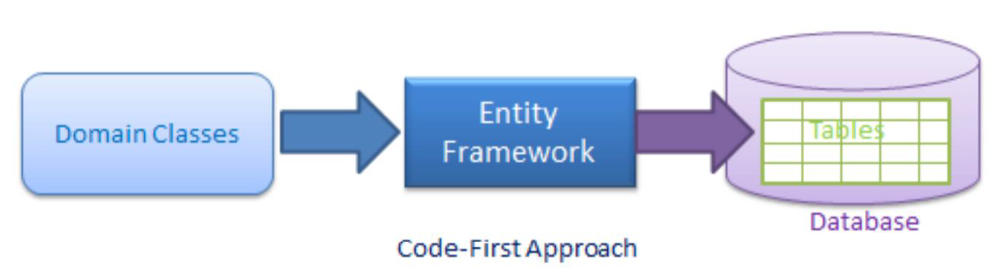 Domain Classes
Entity
Framework
Tables
Database
Code-First Approach